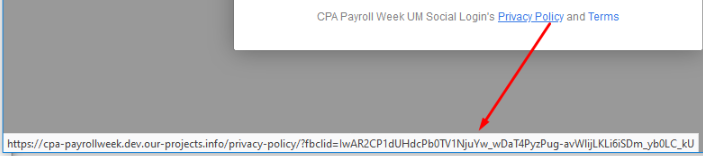 CPA Payroll Week UM Social Login's Privacy Policy and Terms
https://cpa-payrollweek.dev.our-projects.info/privacy-policy/?fbclid=IwAR2CP1dUHdcPb0TV1NjuYw_wDaT4PyzPug-avWIijLKLi6iSDm_yb0LC_kU